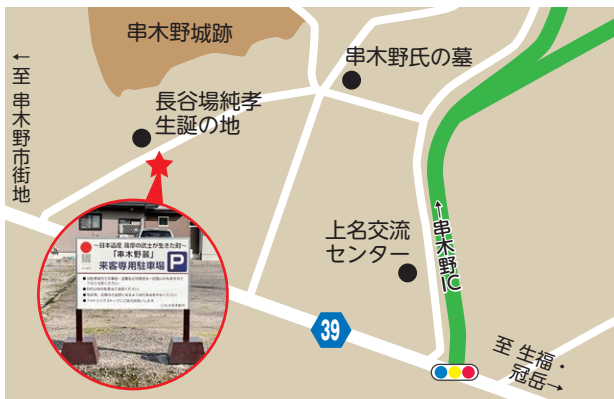 串木野城跡
串木野氏の墓
←至 串木野市街地
長谷場純孝
生誕の地
~日本遺産 薩摩の武士が生きた町~
「串木野麓」
来客専用駐車場 P
上名交流
センター
←串木野IC
39
至 生福・
冠岳→